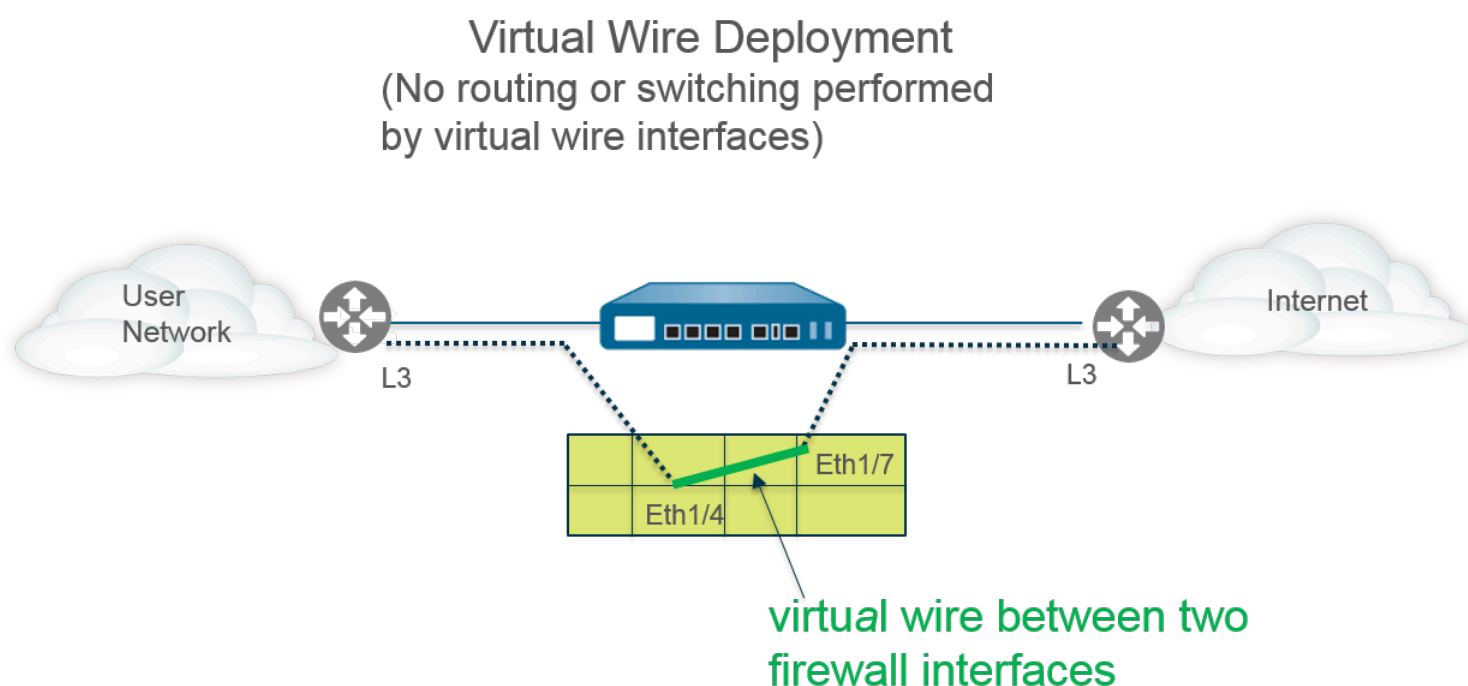 Virtual Wire Deployment
(No routing or switching performed
by virtual wire interfaces)
User
Network
Internet
L3
L3
Eth1/7
Eth1/4
virtual wire between two
firewall interfaces